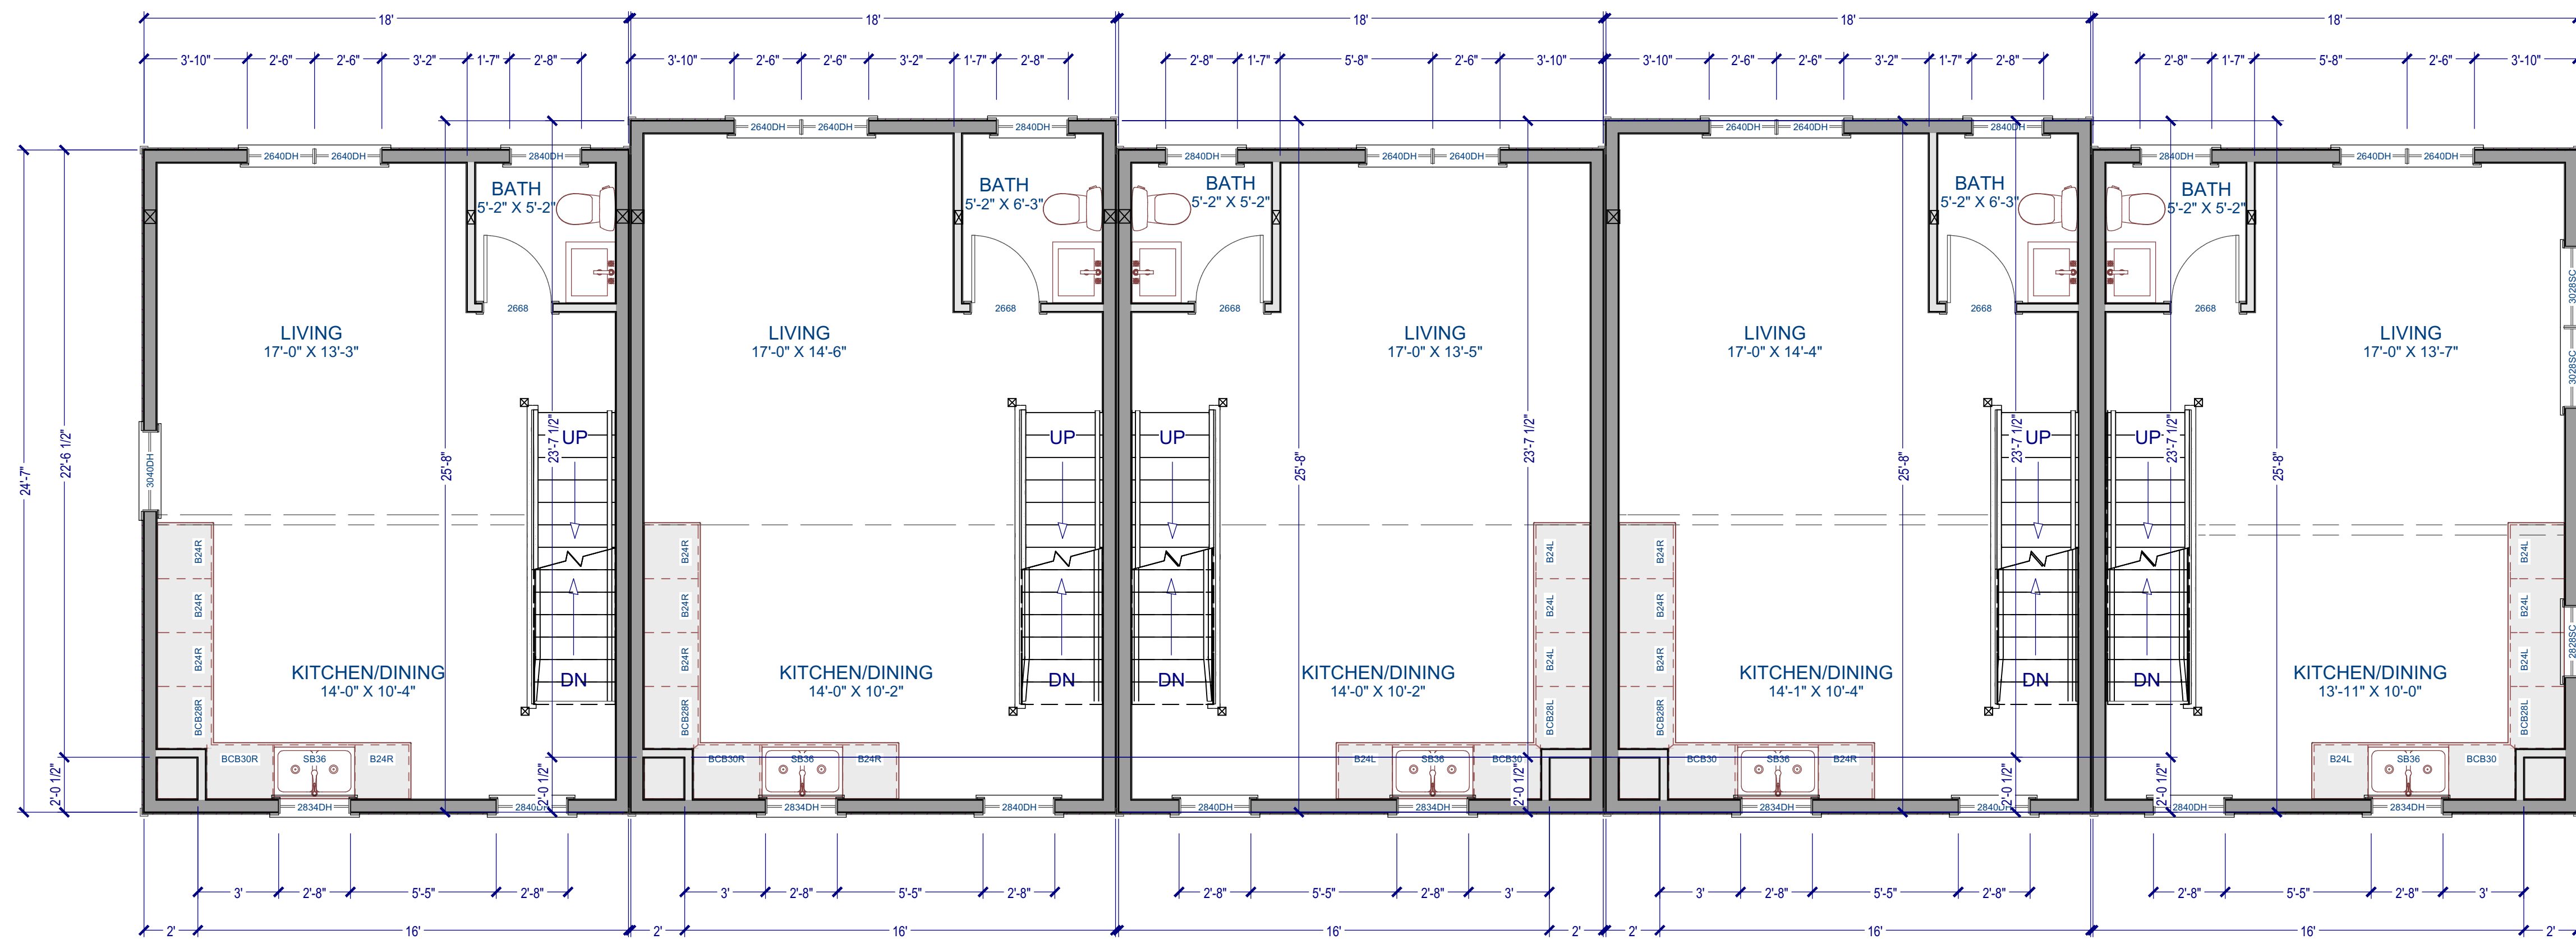 18' 18' 18' 18' 18'
3'-10" 2'-6" 2'-6" 3'-2" 1'-7" 2'-8" 3'-10" 2'-6" 2'-6" 3'-2" 1'-7" 2'-8" 2'-8" 1'-7" 5'-8" 2'-6" 3'-10" 3'-10" 2'-6" 2'-6" 3'-2" 1'-7" 2'-8" 2'-8" 1'-7" 5'-8" 2'-6" 3'-10"
2640DH 2640DH 2840DH 2640DH 2640DH 2840DH
2640DH 2640DH 2840DH 2840DH 2640DH 2640DH 2840DH 2640DH 2640DH
BATH BATH BATH BATH BATH
5'-2" X 5'-2" 5'-2" X 6'-3" 5'-2" X 5'-2" 5'-2" X 6'-3" 5'-2" X 5'-2"
3028SC
3028SC
2668 2668 2668 2668 2668
LIVING LIVING LIVING LIVING LIVING
17'-0" X 13'-3" 17'-0" X 14'-6" 17'-0" X 13'-5" 17'-0" X 14'-4" 17'-0" X 13'-7"
UP UP UP UP UP
24'-7" 22'-6 1/2" 3040DH 25'-8" 23'-7 1/2" 25'-8" 23'-7 1/2" 25'-8" 23'-7 1/2" 23'-7 1/2" 25'-8"
B24R B24R B24L B24R B24L
B24R B24R B24L B24R B24L
B24R B24R B24L B24R B24L
2828SC
KITCHEN/DINING KITCHEN/DINING KITCHEN/DINING KITCHEN/DINING KITCHEN/DINING
14'-0" X 10'-4" 14'-0" X 10'-2" 14'-0" X 10'-2" 14'-1" X 10'-4" 13'-11" X 10'-0"
DN DN DN DN DN
BCB28R BCB28R BCB28L BCB28R BCB28L
BCB30R SB36 B24R BCB30R SB36 B24R B24L SB36 BCB30 BCB30 SB36 B24R B24L SB36 BCB30
2'-0 1/2" 2'-0 1/2" 2'-0 1/2" 2'-0 1/2" 2'-0 1/2"
2834DH 2840DH 2834DH 2840DH 2840DH 2834DH 2834DH 2840DH 2840DH 2834DH
3' 2'-8" 5'-5" 2'-8" 3' 2'-8" 5'-5" 2'-8" 2'-8" 5'-5" 2'-8" 3' 3' 2'-8" 5'-5" 2'-8" 2'-8" 5'-5" 2'-8" 3'
2' 16' 2' 16' 16' 2' 2' 16' 16' 2'